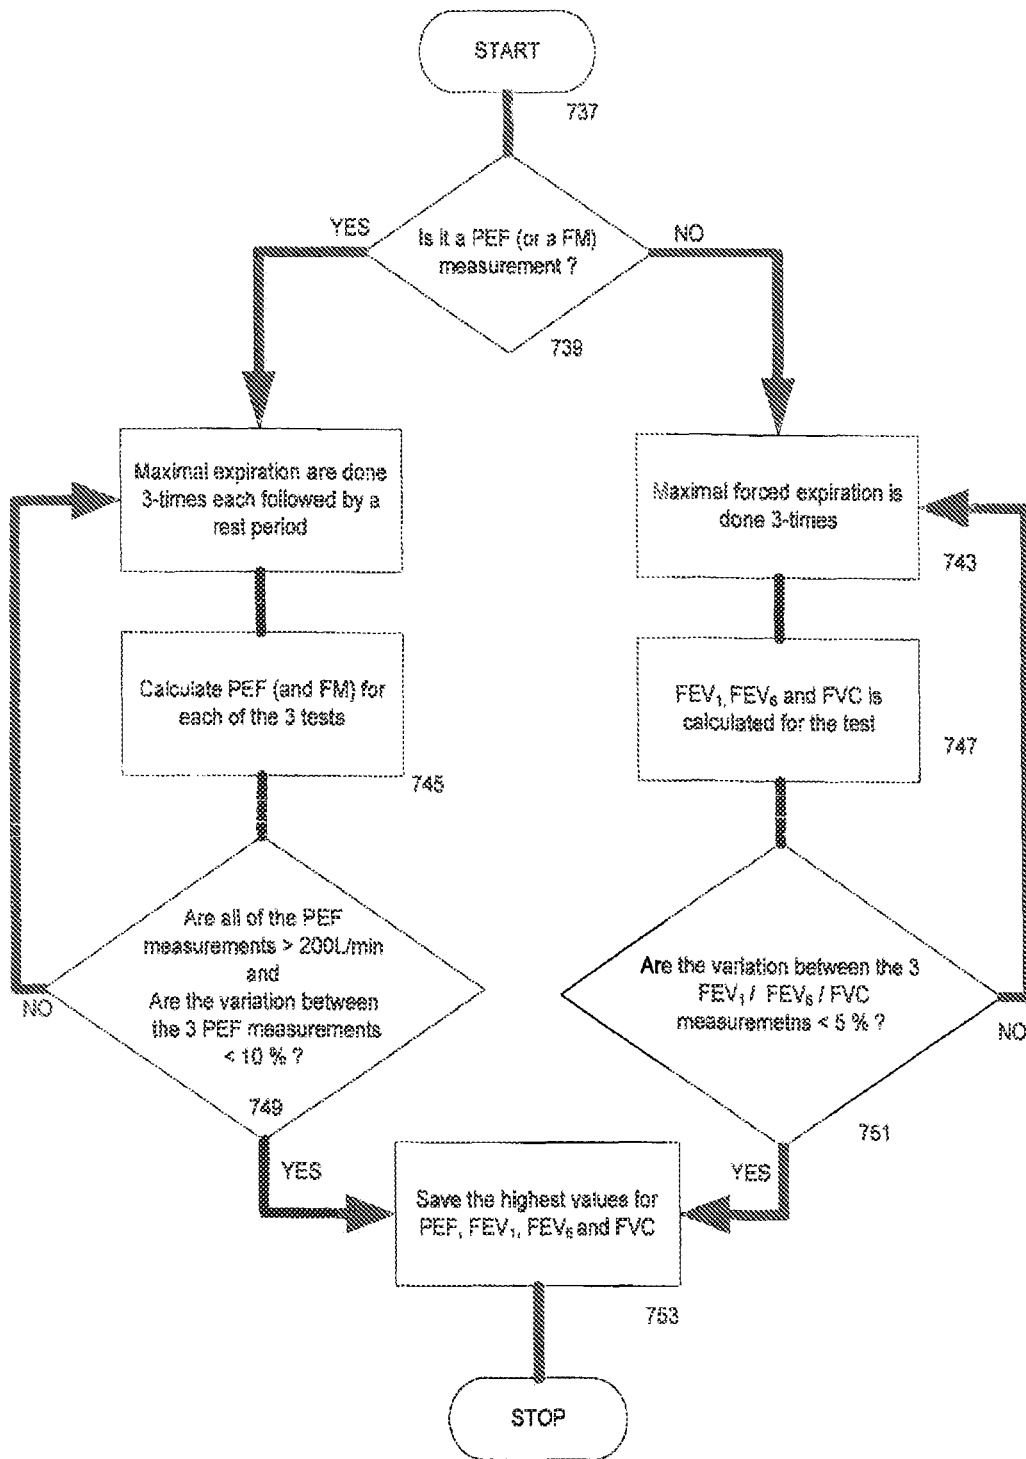 START
737
YES
Is it a PEF (or a FM)
measurement ?
NO
739
Maximal expiration are done
3-times each followed by a
rest period
Maximal forced expiration is
done 3-times
743
Calculate PEF (and FM) for
each of the 3 tests
745
FEV₁, FEV₆ and FVC is
calculated for the test
747
Are all of the PEF
measurements > 200L/min
and
Are the variation between
the 3 PEF measurements
< 10 % ?
NO
749
YES
Are the variation between the 3
FEV₁ / FEV₆ / FVC
measuremetns < 5 % ?
NO
751
YES
Save the highest values for
PEF, FEV₁, FEV₆ and FVC
753
STOP